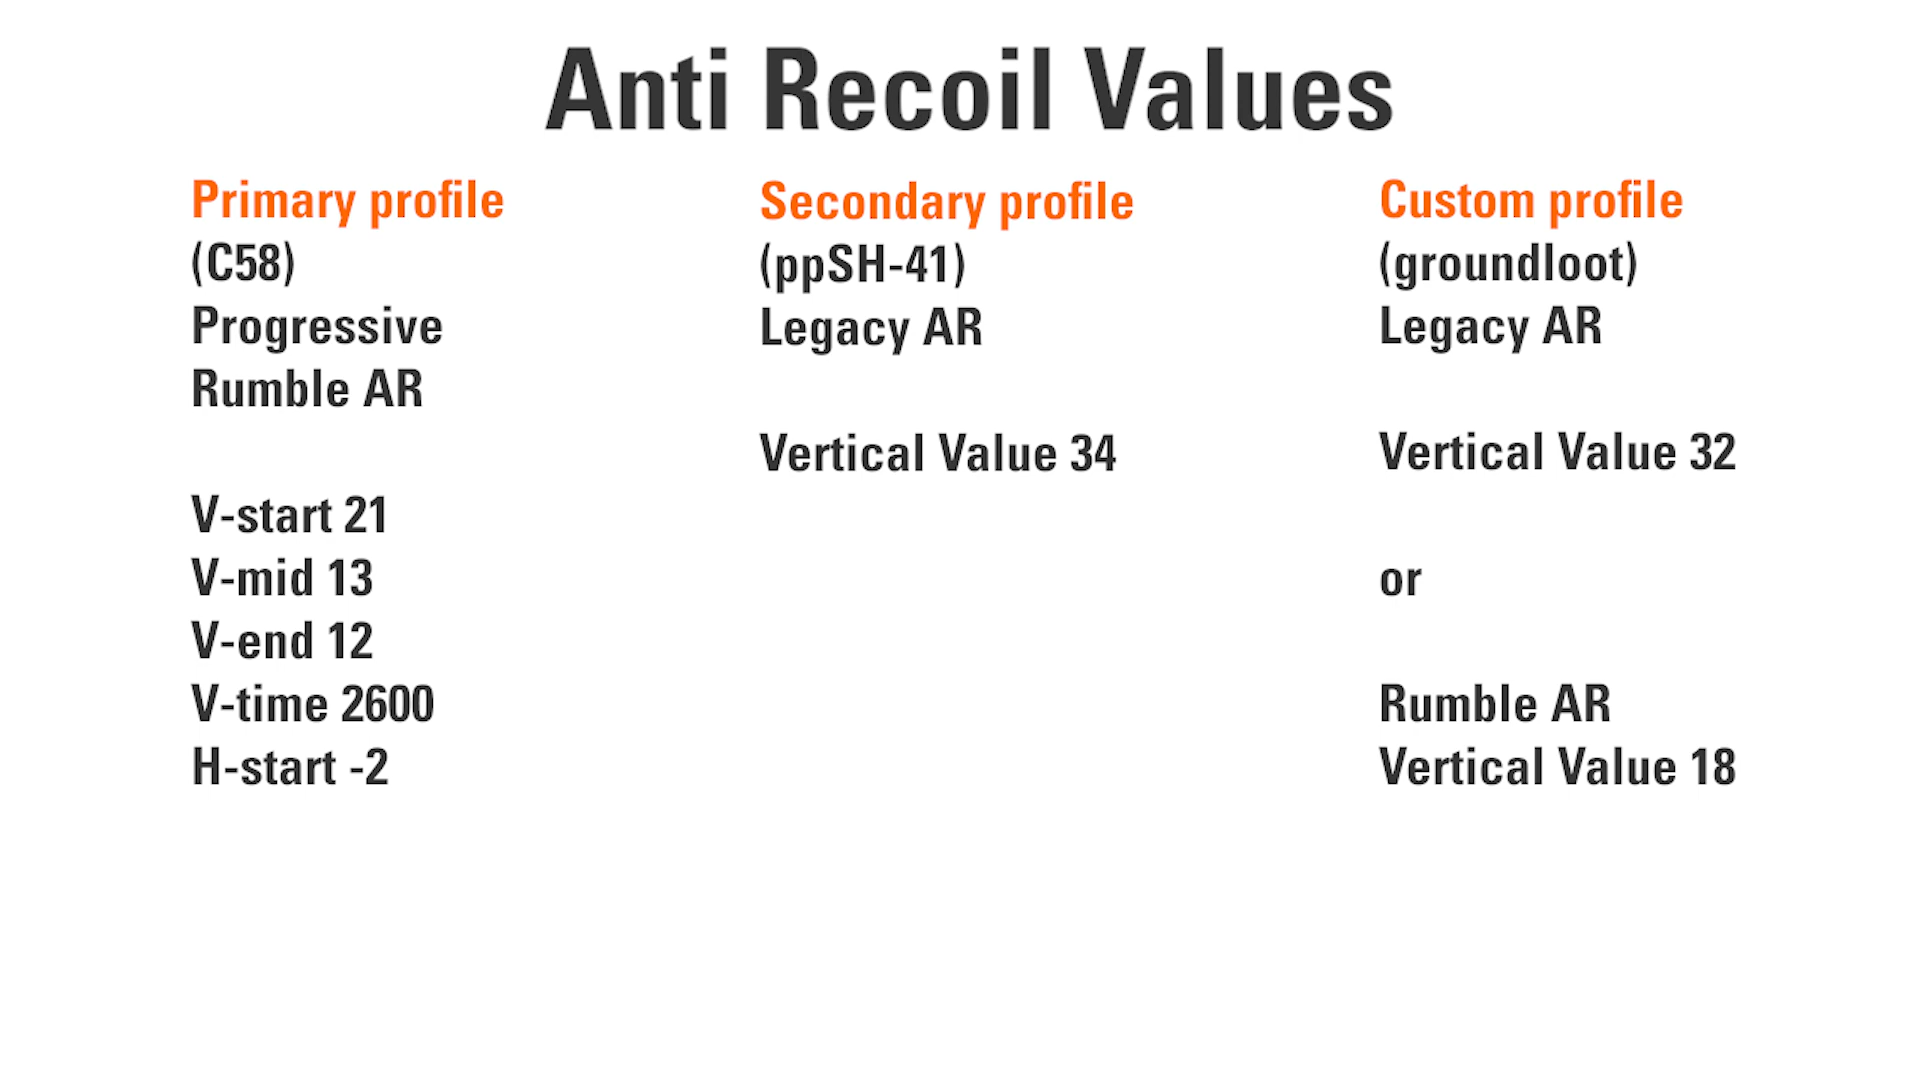 Anti Recoil Values
Primary profile
(C58)
Progressive
Rumble AR
V-start 21
V-mid 13
V-end 12
V-time 2600
H-start -2
Secondary profile
(ppSH-41)
Legacy AR
Vertical Value 34
Custom profile
(groundloot)
Legacy AR
Vertical Value 32
or
Rumble AR
Vertical Value 18